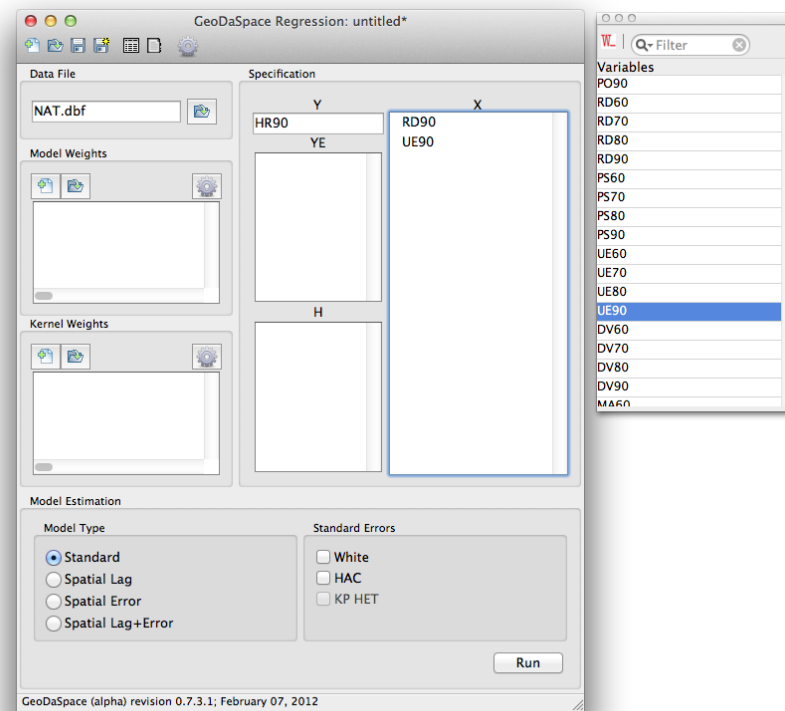 GeoDaSpace Regression: untitled*
Data File
NAT.dbf
Model Weights
Kernel Weights
Specification
Y
HR90
YE
H
X
RD90
UE90
Model Estimation
Model Type
Standard
Spatial Lag
Spatial Error
Spatial Lag+Error
Standard Errors
White
HAC
KP HET
Run
GeoDaSpace (alpha) revision 0.7.3.1; February 07, 2012
Filter
Variables
PO90
RD60
RD70
RD80
RD90
PS60
PS70
PS80
PS90
UE60
UE70
UE80
UE90
DV60
DV70
DV80
DV90
MA60